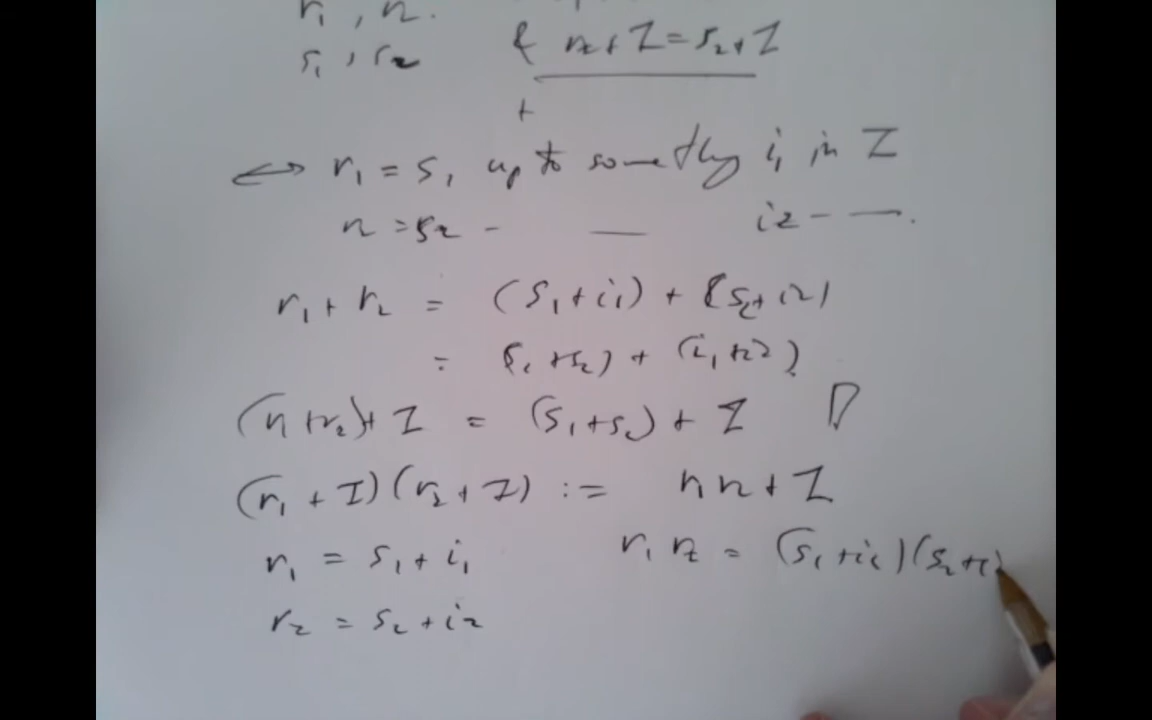 r₁, r₂.
s₁, s₂ & r₂+I = s₂+I
+
↔ r₁ = s₁ up to something i₁ in I
r₂ = s₂ - — i₂ - —.
r₁ + r₂ = (s₁ + i₁) + (s₂ + i₂)
= (s₁ + s₂) + (i₁ + i₂)
(r₁ + r₂) + I = (s₁ + s₂) + I
(r₁ + I)(r₂ + I) := r₁r₂ + I
r₁ = s₁ + i₁ r₁ r₂ = (s₁ + i₁)(s₂ + i
r₂ = s₂ + i₂